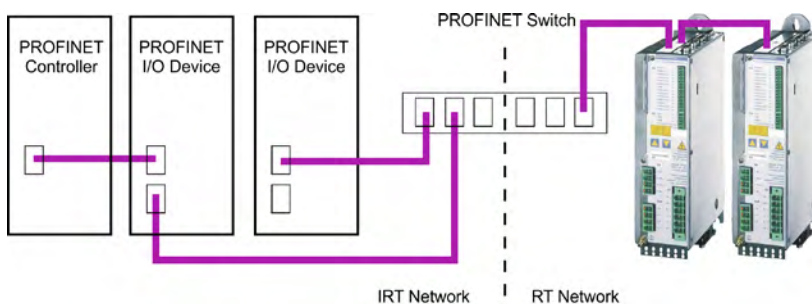 PROFINET Switch
PROFINET
Controller
PROFINET
I/O Device
PROFINET
I/O Device
IRT Network
RT Network